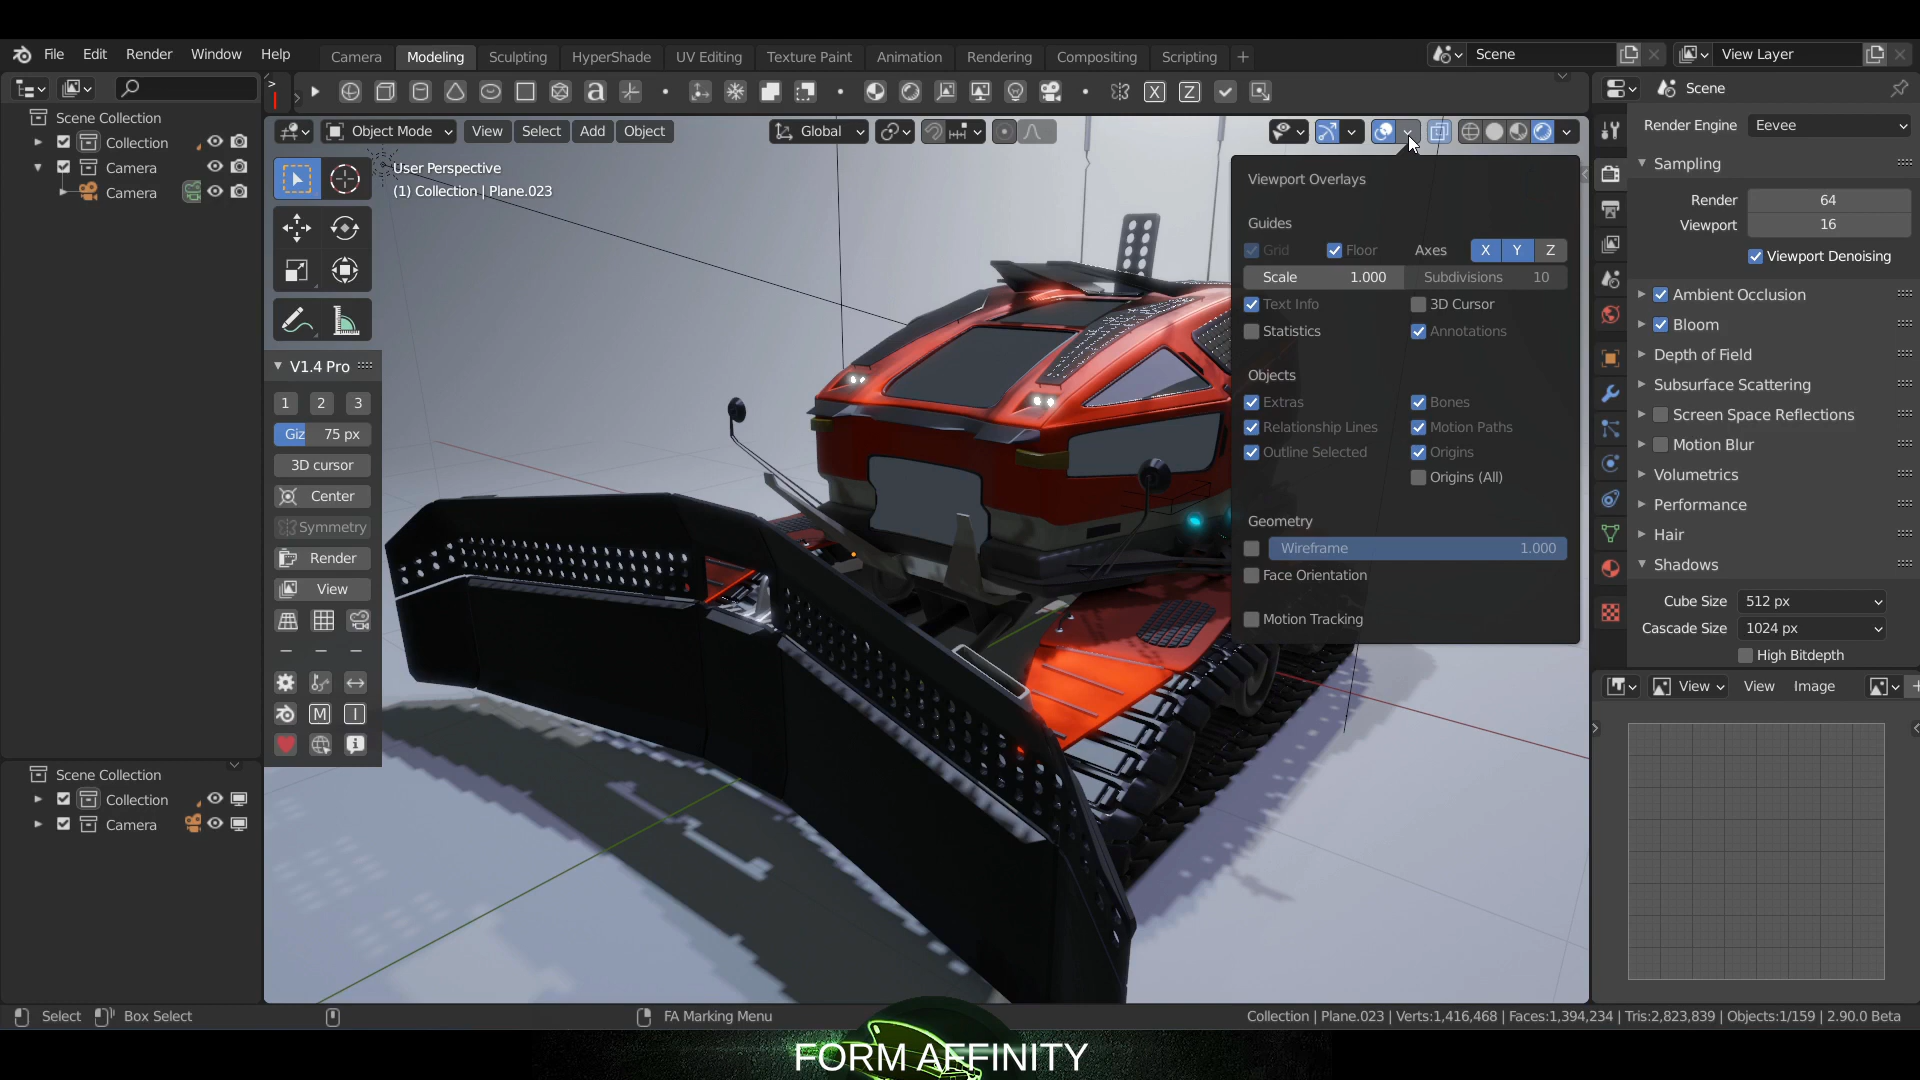 File Edit Render Window Help Camera Modeling Sculpting HyperShade UV Editing Texture Paint Animation Rendering Compositing Scripting + Scene View Layer
Scene
Scene Collection
Collection
Camera
Camera
Object Mode View Select Add Object Global
User Perspective
(1) Collection | Plane.023
V1.4 Pro
1 2 3
Giz 75 px
3D cursor
Center
Symmetry
Render
View
M I
Viewport Overlays
Guides
Grid Floor Axes X Y Z
Scale 1.000 Subdivisions 10
Text Info 3D Cursor
Statistics Annotations
Objects
Extras Bones
Relationship Lines Motion Paths
Outline Selected Origins
Origins (All)
Geometry
Wireframe 1.000
Face Orientation
Motion Tracking
Render Engine Eevee
Sampling
Render 64
Viewport 16
Viewport Denoising
Ambient Occlusion
Bloom
Depth of Field
Subsurface Scattering
Screen Space Reflections
Motion Blur
Volumetrics
Performance
Hair
Shadows
Cube Size 512 px
Cascade Size 1024 px
High Bitdepth
View View Image
Scene Collection
Collection
Camera
Select Box Select FA Marking Menu Collection | Plane.023 | Verts:1,416,468 | Faces:1,394,234 | Tris:2,823,839 | Objects:1/159 | 2.90.0 Beta
FORM AFFINITY